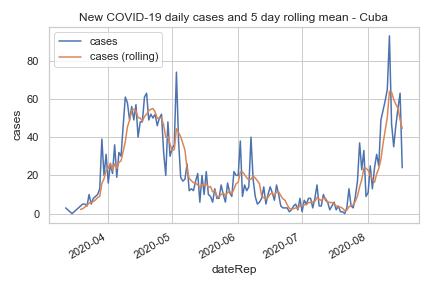 New COVID-19 daily cases and 5 day rolling mean - Cuba
cases
cases (rolling)
cases
80
60
40
20
0
2020-04
2020-05
2020-06
2020-07
2020-08
dateRep